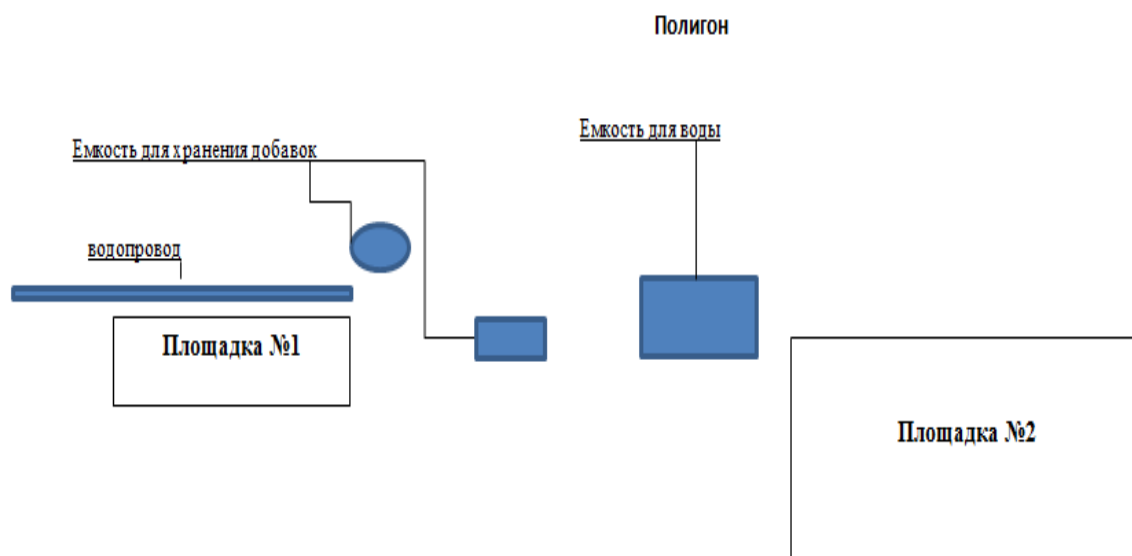 Полигон
Емкость для воды
Емкость для хранения добавок
водопровод
Площадка №1
Площадка №2